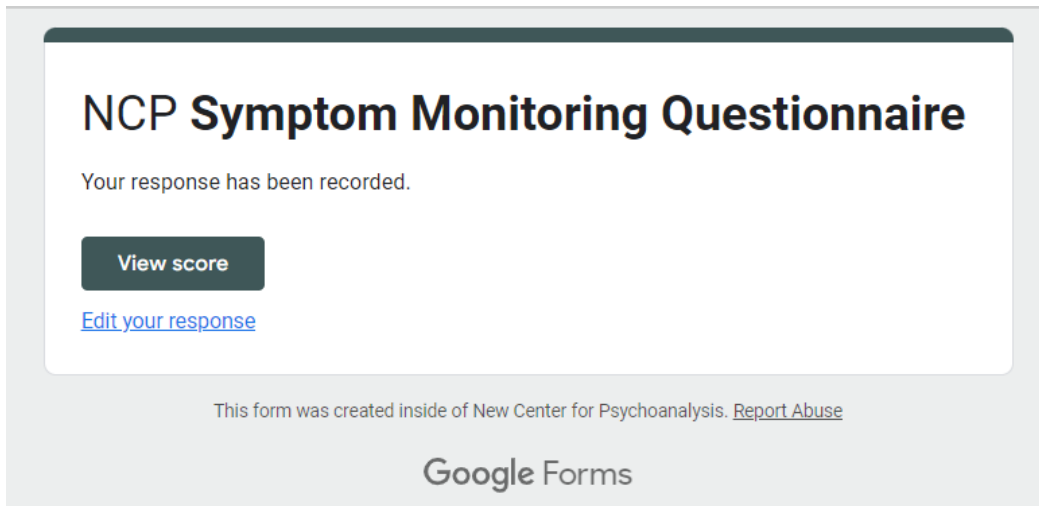 NCP Symptom Monitoring Questionnaire
Your response has been recorded.
View score
Edit your response
This form was created inside of New Center for Psychoanalysis. Report Abuse
Google Forms